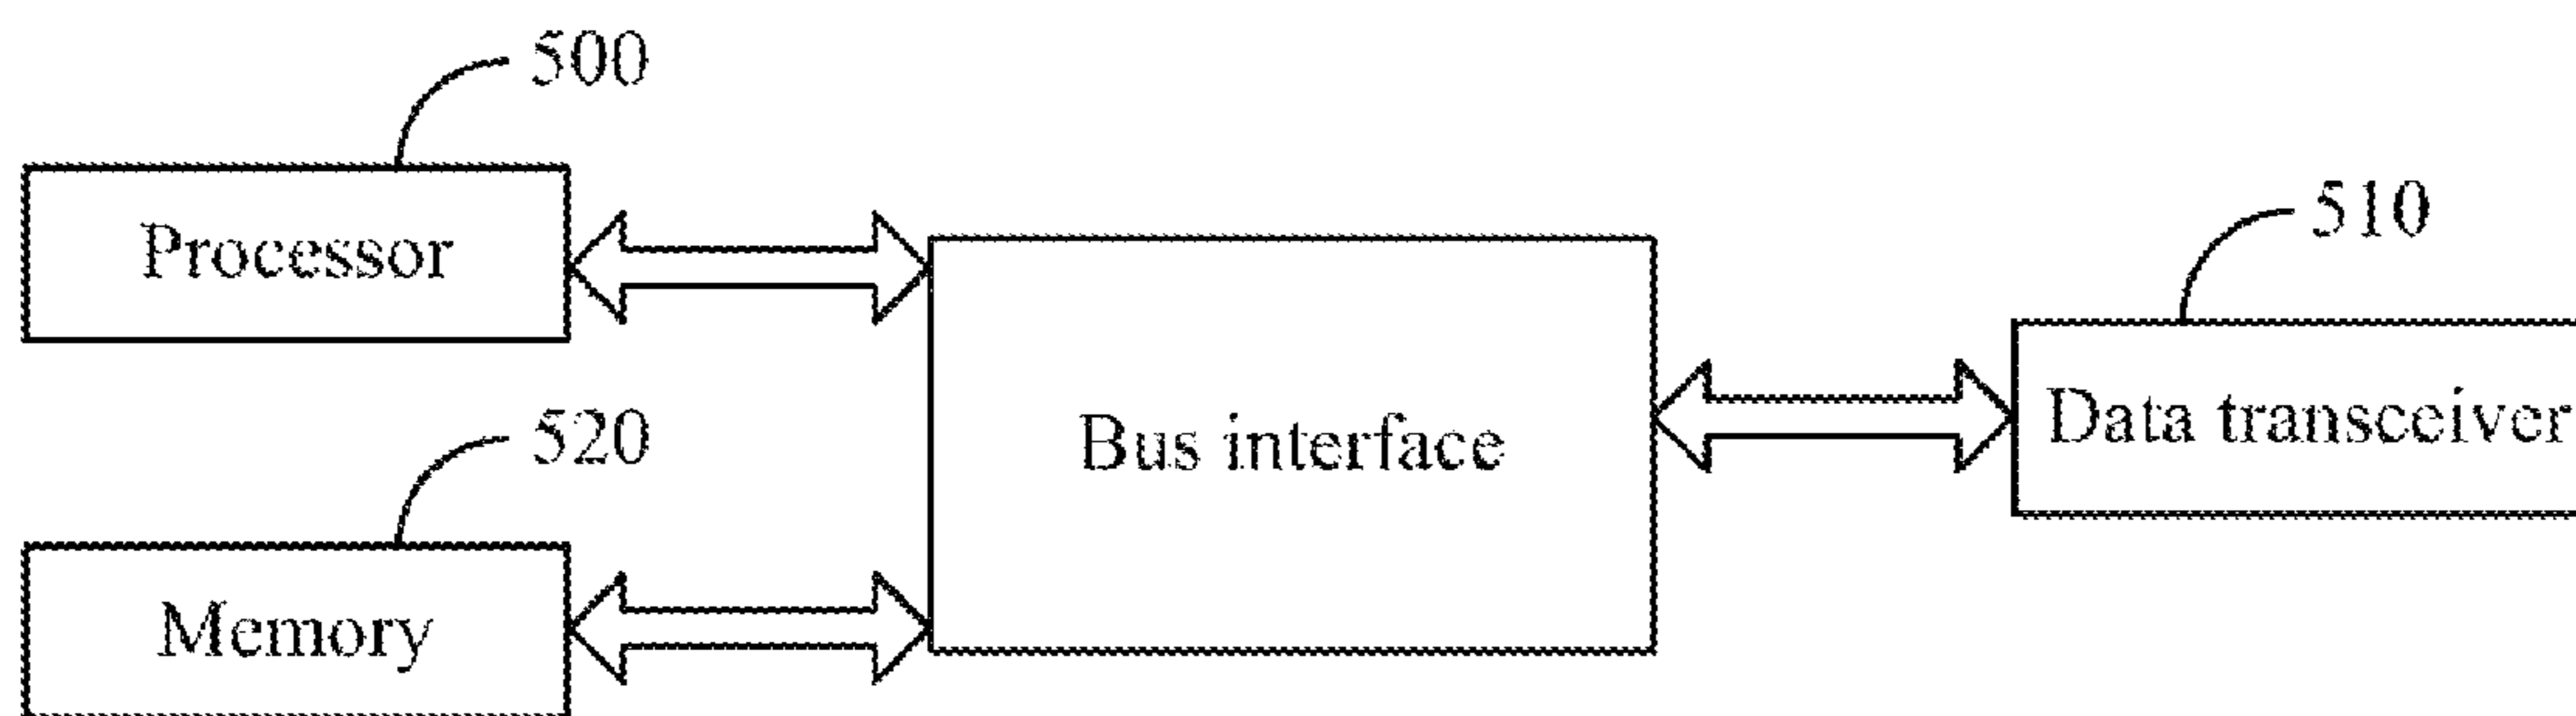 500
Processor
510
Data transceiver
Bus interface
520
Memory